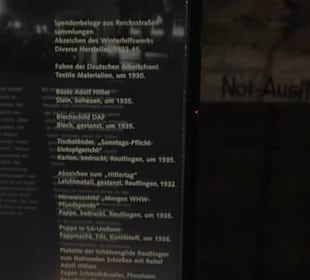 Spendenbelege aus Reichsstraßen-
sammlungen
Abzeichen des Winterhilfswerks
Diverse Hersteller, 1933-45.
Fahne der Deutschen Arbeitsfront
Textile Materialien, um 1930.
Büste Adolf Hitler
Stein, behauen, um 1935.
Blechschild DAF
Blech, gestanzt, um 1935.
Tischständer, „Sonntags-Pflicht-
Eintopfgericht"
Karton, bedruckt, Reutlingen, um 1935.
Abzeichen zum „Hitlertag"
Leichtmetall, gestanzt, Reutlingen, 1932
Hinweisschild „Morgen WHW-
Pfundspende"
Pappe, bedruckt, Reutlingen, um 1935.
Puppe in SA-Uniform
Pappmaché, Filz, Kunststoff, um 1936.
Plakette der Schützengilde Reutlingen
zum Nationalen Schießen mit Relief
Adolf Hitlers
Eugen Schmidhäussler, Pforzheim
Not-Aus/